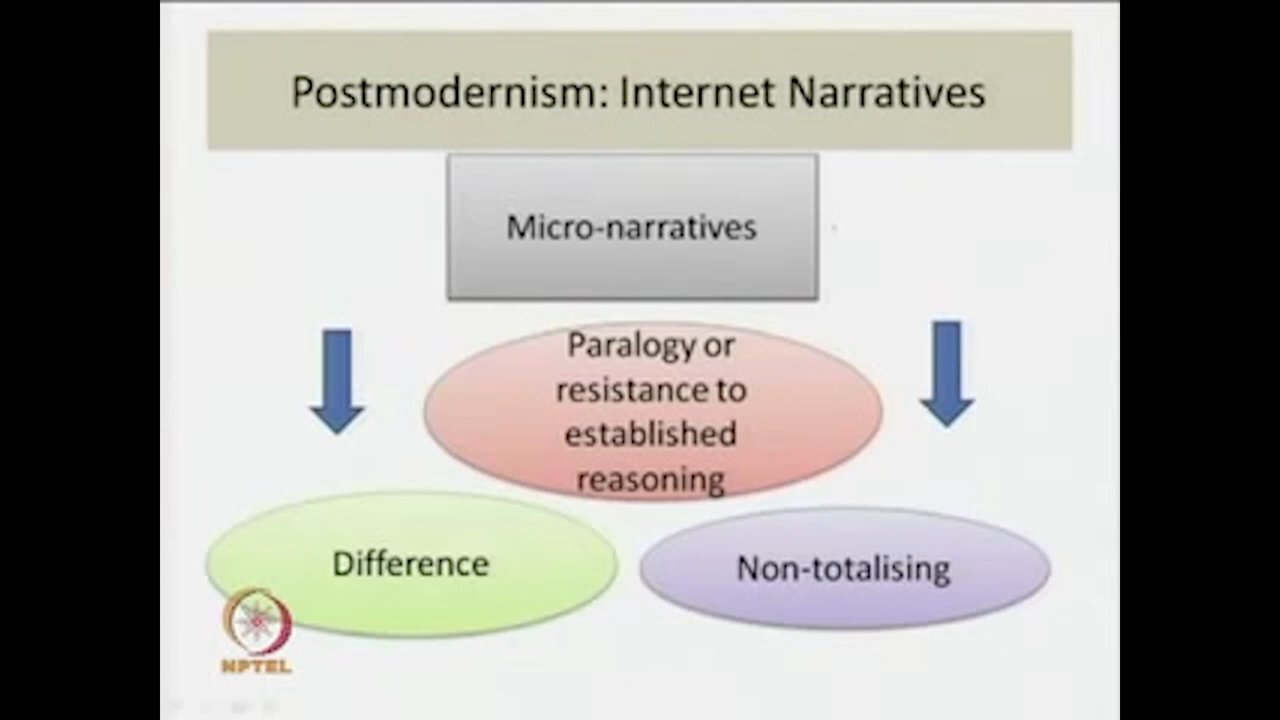 Postmodernism: Internet Narratives
Micro-narratives
Paralogy or
resistance to
established
reasoning
Difference
Non-totalising
NPTEL